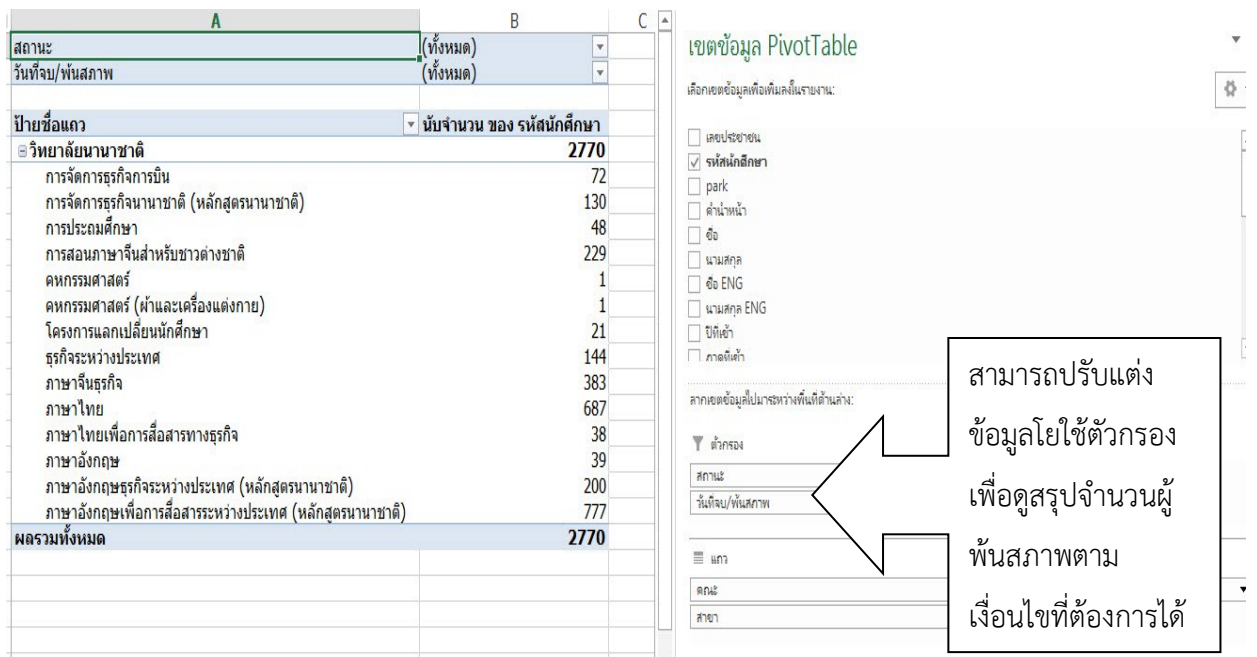 A B C
สถานะ (ทั้งหมด)
วันที่จบ/พ้นสภาพ (ทั้งหมด)
ป้ายชื่อแถว นับจำนวน ของ รหัสนักศึกษา
วิทยาลัยนานาชาติ 2770
การจัดการธุรกิจการบิน 72
การจัดการธุรกิจนานาชาติ (หลักสูตรนานาชาติ) 130
การประถมศึกษา 48
การสอนภาษาจีนสำหรับชาวต่างชาติ 229
คหกรรมศาสตร์ 1
คหกรรมศาสตร์ (ผ้าและเครื่องแต่งกาย) 1
โครงการแลกเปลี่ยนนักศึกษา 21
ธุรกิจระหว่างประเทศ 144
ภาษาจีนธุรกิจ 383
ภาษาไทย 687
ภาษาไทยเพื่อการสื่อสารทางธุรกิจ 38
ภาษาอังกฤษ 39
ภาษาอังกฤษธุรกิจระหว่างประเทศ (หลักสูตรนานาชาติ) 200
ภาษาอังกฤษเพื่อการสื่อสารระหว่างประเทศ (หลักสูตรนานาชาติ) 777
ผลรวมทั้งหมด 2770
เขตข้อมูล PivotTable
เลือกเขตข้อมูลเพื่อเพิ่มลงในรายงาน:
เลขประชาชน
รหัสนักศึกษา
park
คำนำหน้า
ชื่อ
นามสกุล
ชื่อ ENG
นามสกุล ENG
ปีที่เข้า
ภาคที่เข้า
ลากเขตข้อมูลไปมาระหว่างพื้นที่ด้านล่าง:
ตัวกรอง
สถานะ
วันที่จบ/พ้นสภาพ
แถว
คณะ
สาขา
สามารถปรับแต่ง
ข้อมูลโยใช้ตัวกรอง
เพื่อดูสรุปจำนวนผู้
พ้นสภาพตาม
เงื่อนไขที่ต้องการได้